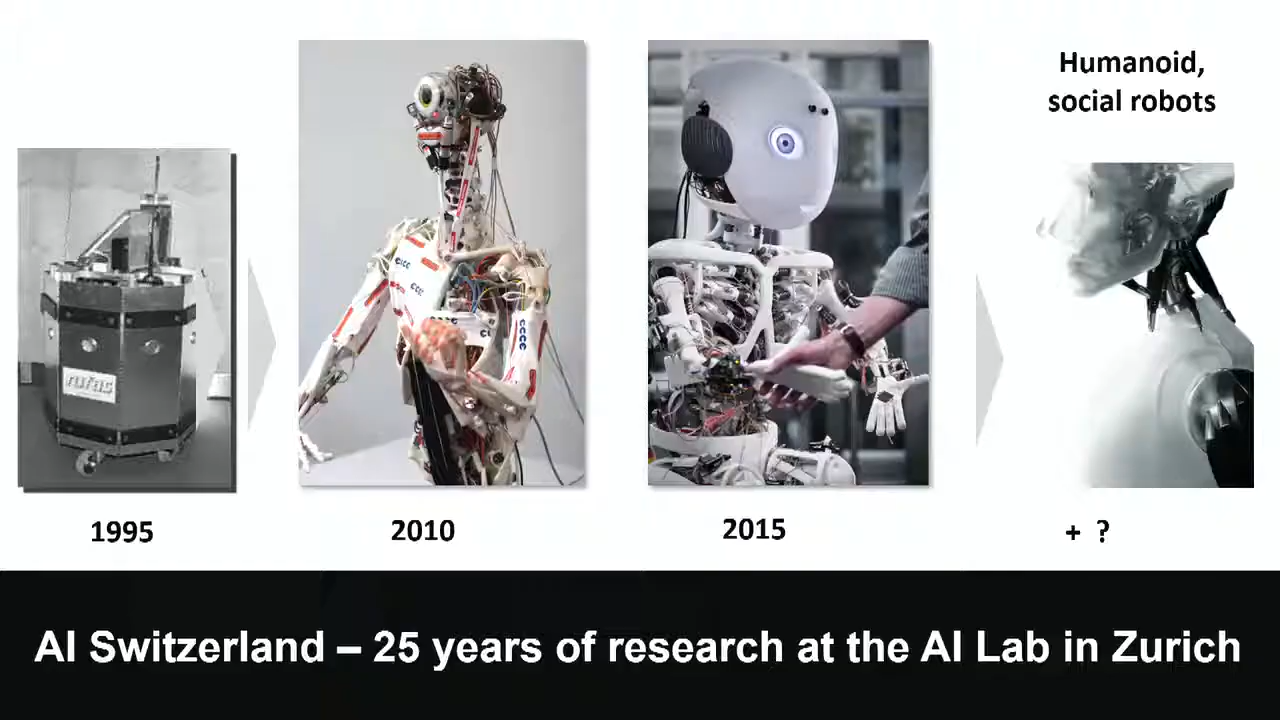 Humanoid,
social robots
rufus
1995
2010
2015
+ ?
AI Switzerland – 25 years of research at the AI Lab in Zurich